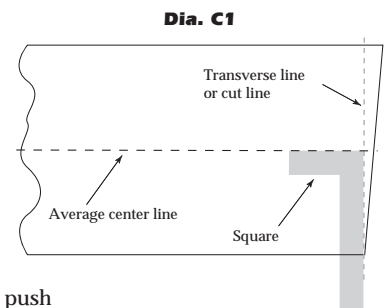 Dia. C1
Transverse line
or cut line
Average center line
Square
push